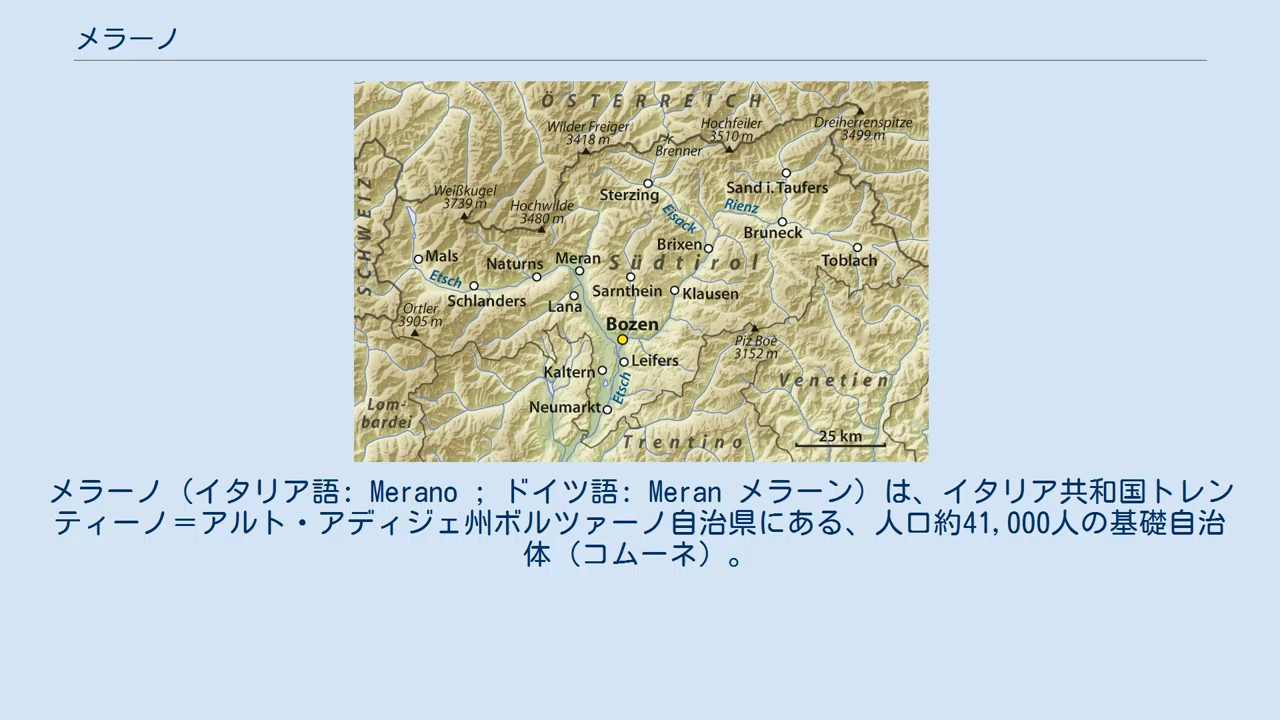 メラーノ
ÖSTERREICH
Wilder Freiger
3418 m
Hochfeiler
3510 m
Dreiherrenspitze
3499 m
Brenner
SCHWEIZ
Weißkugel
3739 m
Hochwilde
3480 m
Sterzing
Sand i. Taufers
Eisack
Rienz
Bruneck
Brixen
Toblach
Mals
Etsch
Naturns
Meran
Südtirol
Schlanders
Lana
Sarnthein
Klausen
Ortler
3905 m
Bozen
Piz Boè
3152 m
Leifers
Kaltern
Etsch
Venetien
Neumarkt
Lom-
bardei
Trentino
25 km
メラーノ（イタリア語: Merano ; ドイツ語: Meran メラーン）は、イタリア共和国トレン
ティーノ＝アルト・アディジェ州ボルツァーノ自治県にある、人口約41,000人の基礎自治
体（コムーネ）。